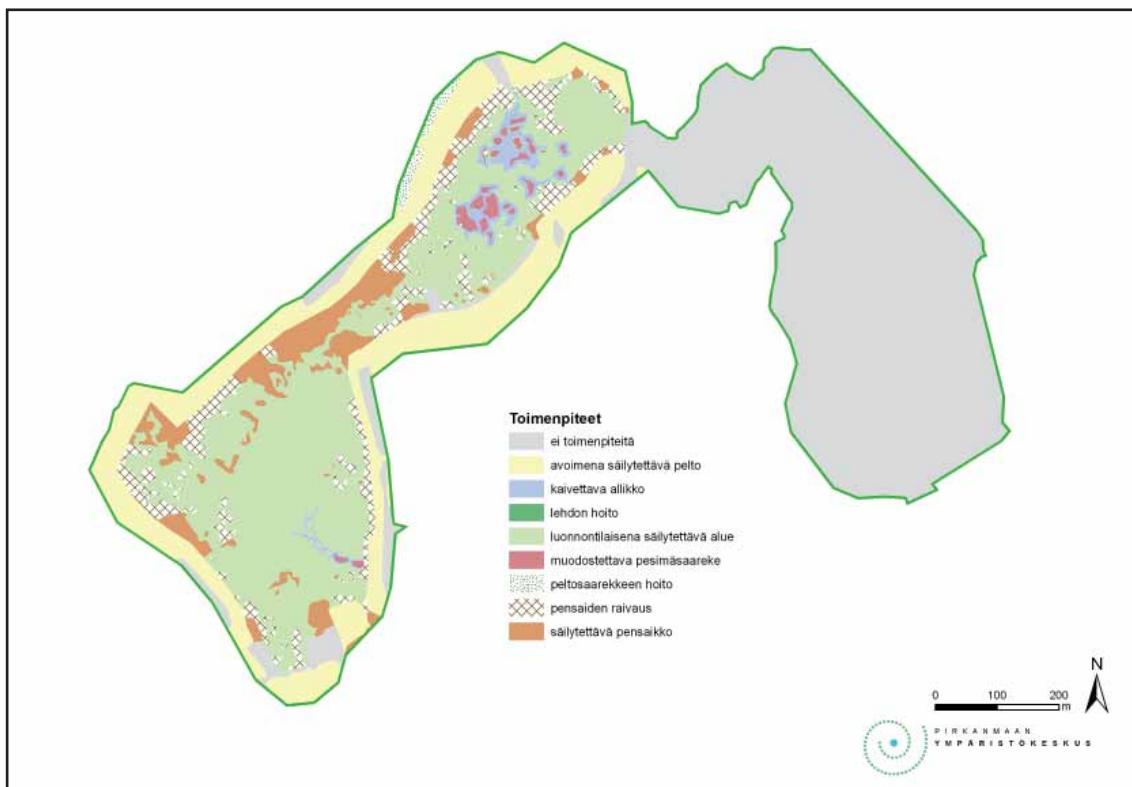 Toimenpiteet
ei toimenpiteitä
avoimena säilytettävä pelto
kaivettava allikko
lehdon hoito
luonnontilaisena säilytettävä alue
muodostettava pesimäsaareke
peltosaarekkeen hoito
pensaiden raivaus
säilytettävä pensaikko
N
0 100 200
m
PIRKANMAAN
YMPÄRISTÖKESKUS